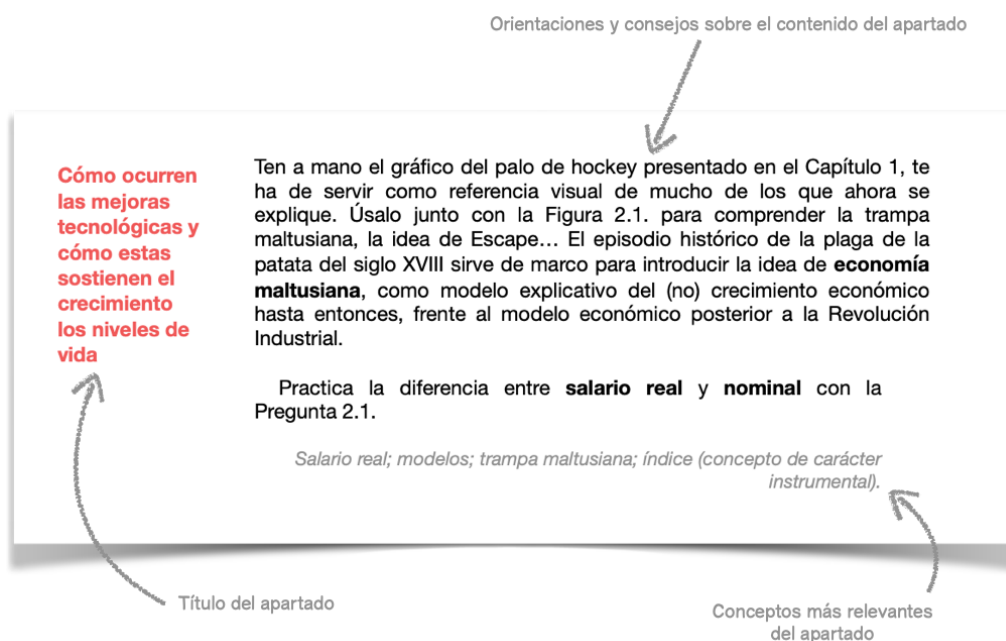 Orientaciones y consejos sobre el contenido del apartado
Cómo ocurren
las mejoras
tecnológicas y
cómo estas
sostienen el
crecimiento
los niveles de
vida
Ten a mano el gráfico del palo de hockey presentado en el Capítulo 1, te
ha de servir como referencia visual de mucho de los que ahora se
explique. Úsalo junto con la Figura 2.1. para comprender la trampa
maltusiana, la idea de Escape… El episodio histórico de la plaga de la
patata del siglo XVIII sirve de marco para introducir la idea de economía
maltusiana, como modelo explicativo del (no) crecimiento económico
hasta entonces, frente al modelo económico posterior a la Revolución
Industrial.
Practica la diferencia entre salario real y nominal con la
Pregunta 2.1.
Salario real; modelos; trampa maltusiana; índice (concepto de carácter
instrumental).
Título del apartado
Conceptos más relevantes
del apartado